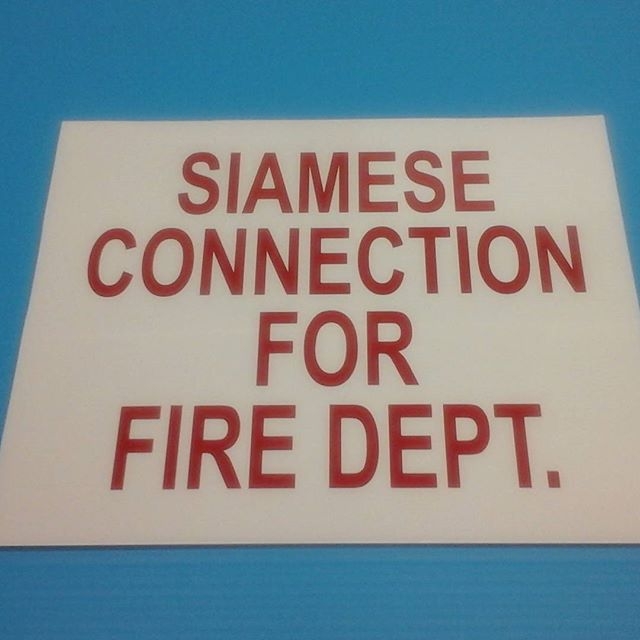 SIAMESE
CONNECTION
FOR
FIRE DEPT.